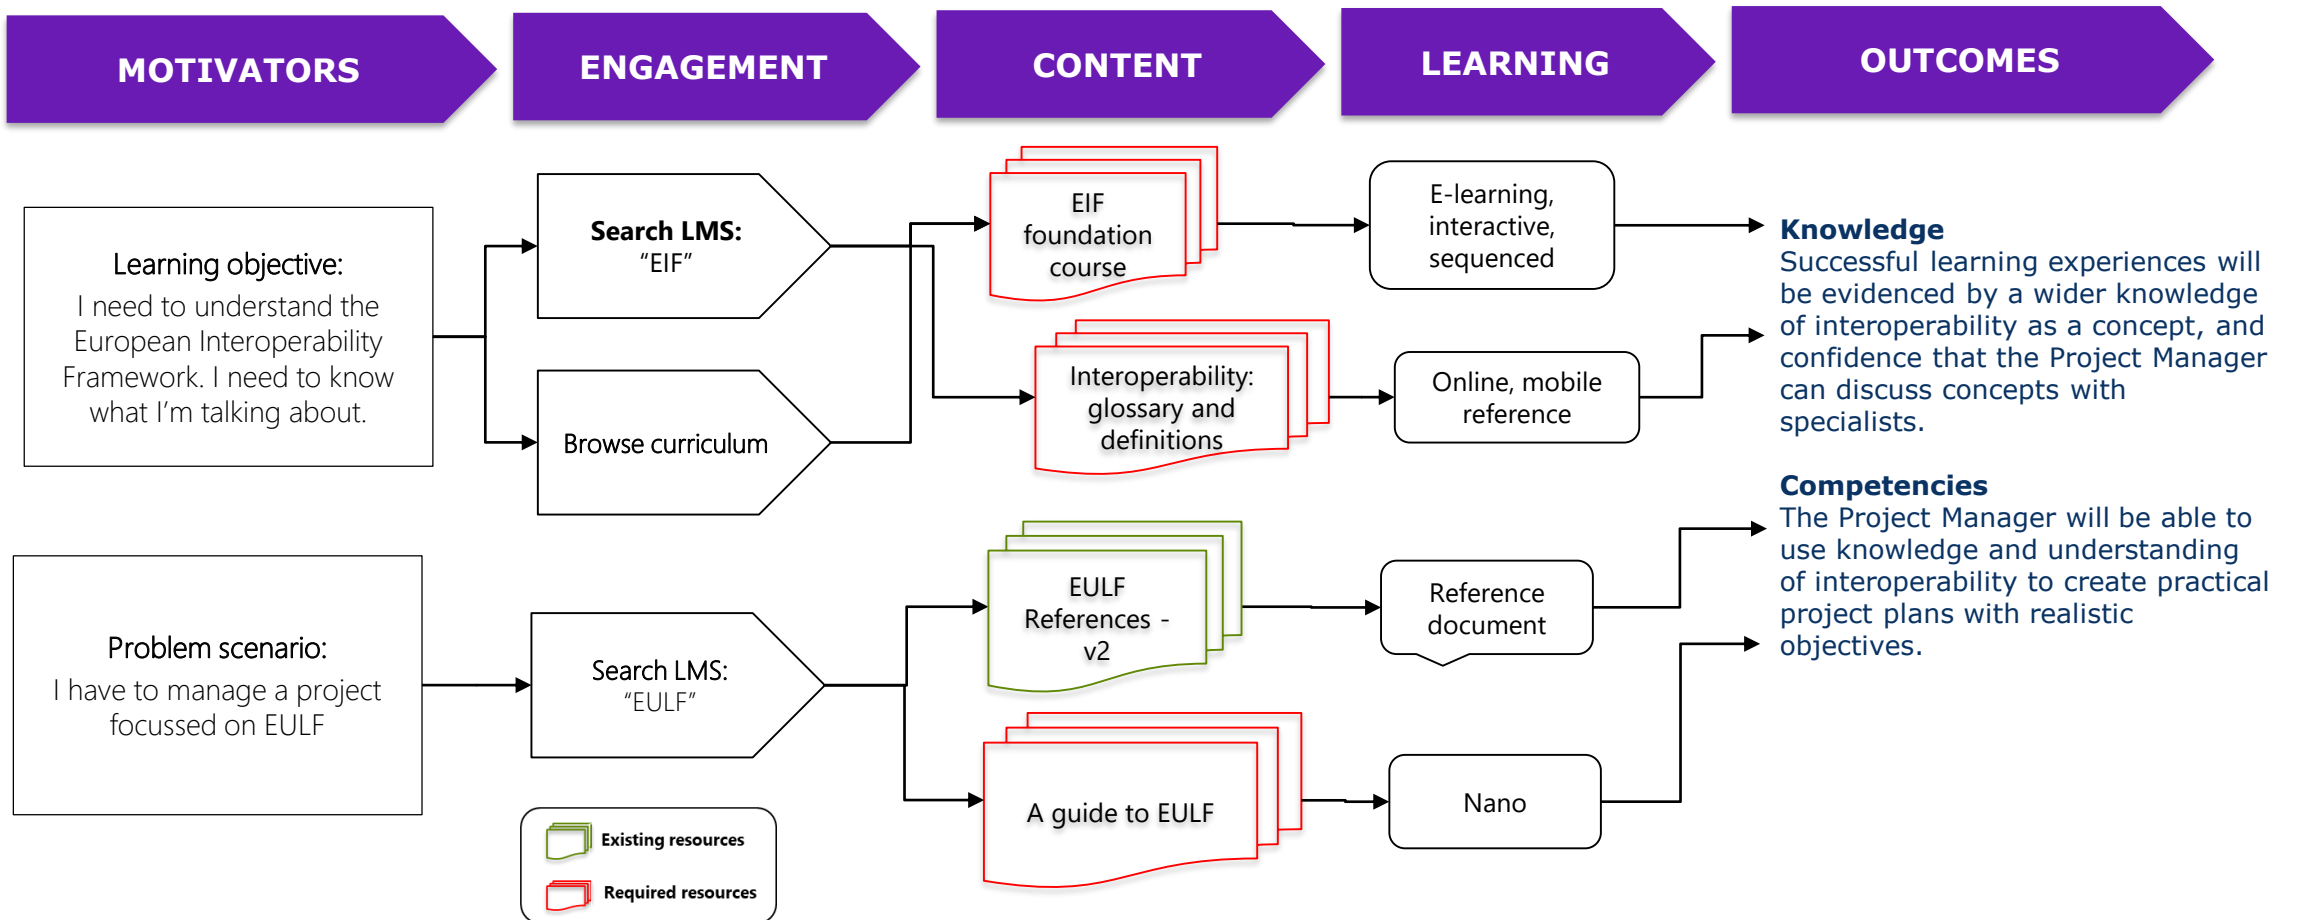 MOTIVATORS
ENGAGEMENT
CONTENT
LEARNING
OUTCOMES
Learning objective:
I need to understand the
European Interoperability
Framework. I need to know
what I’m talking about.
Search LMS:
“EIF”
Browse curriculum
EIF
foundation
course
Interoperability:
glossary and
definitions
E-learning,
interactive,
sequenced
Online, mobile
reference
Knowledge
Successful learning experiences will
be evidenced by a wider knowledge
of interoperability as a concept, and
confidence that the Project Manager
can discuss concepts with
specialists.
Problem scenario:
I have to manage a project
focussed on EULF
Search LMS:
“EULF”
EULF
References -
v2
A guide to EULF
Reference
document
Nano
Competencies
The Project Manager will be able to
use knowledge and understanding
of interoperability to create practical
project plans with realistic
objectives.
Existing resources
Required resources